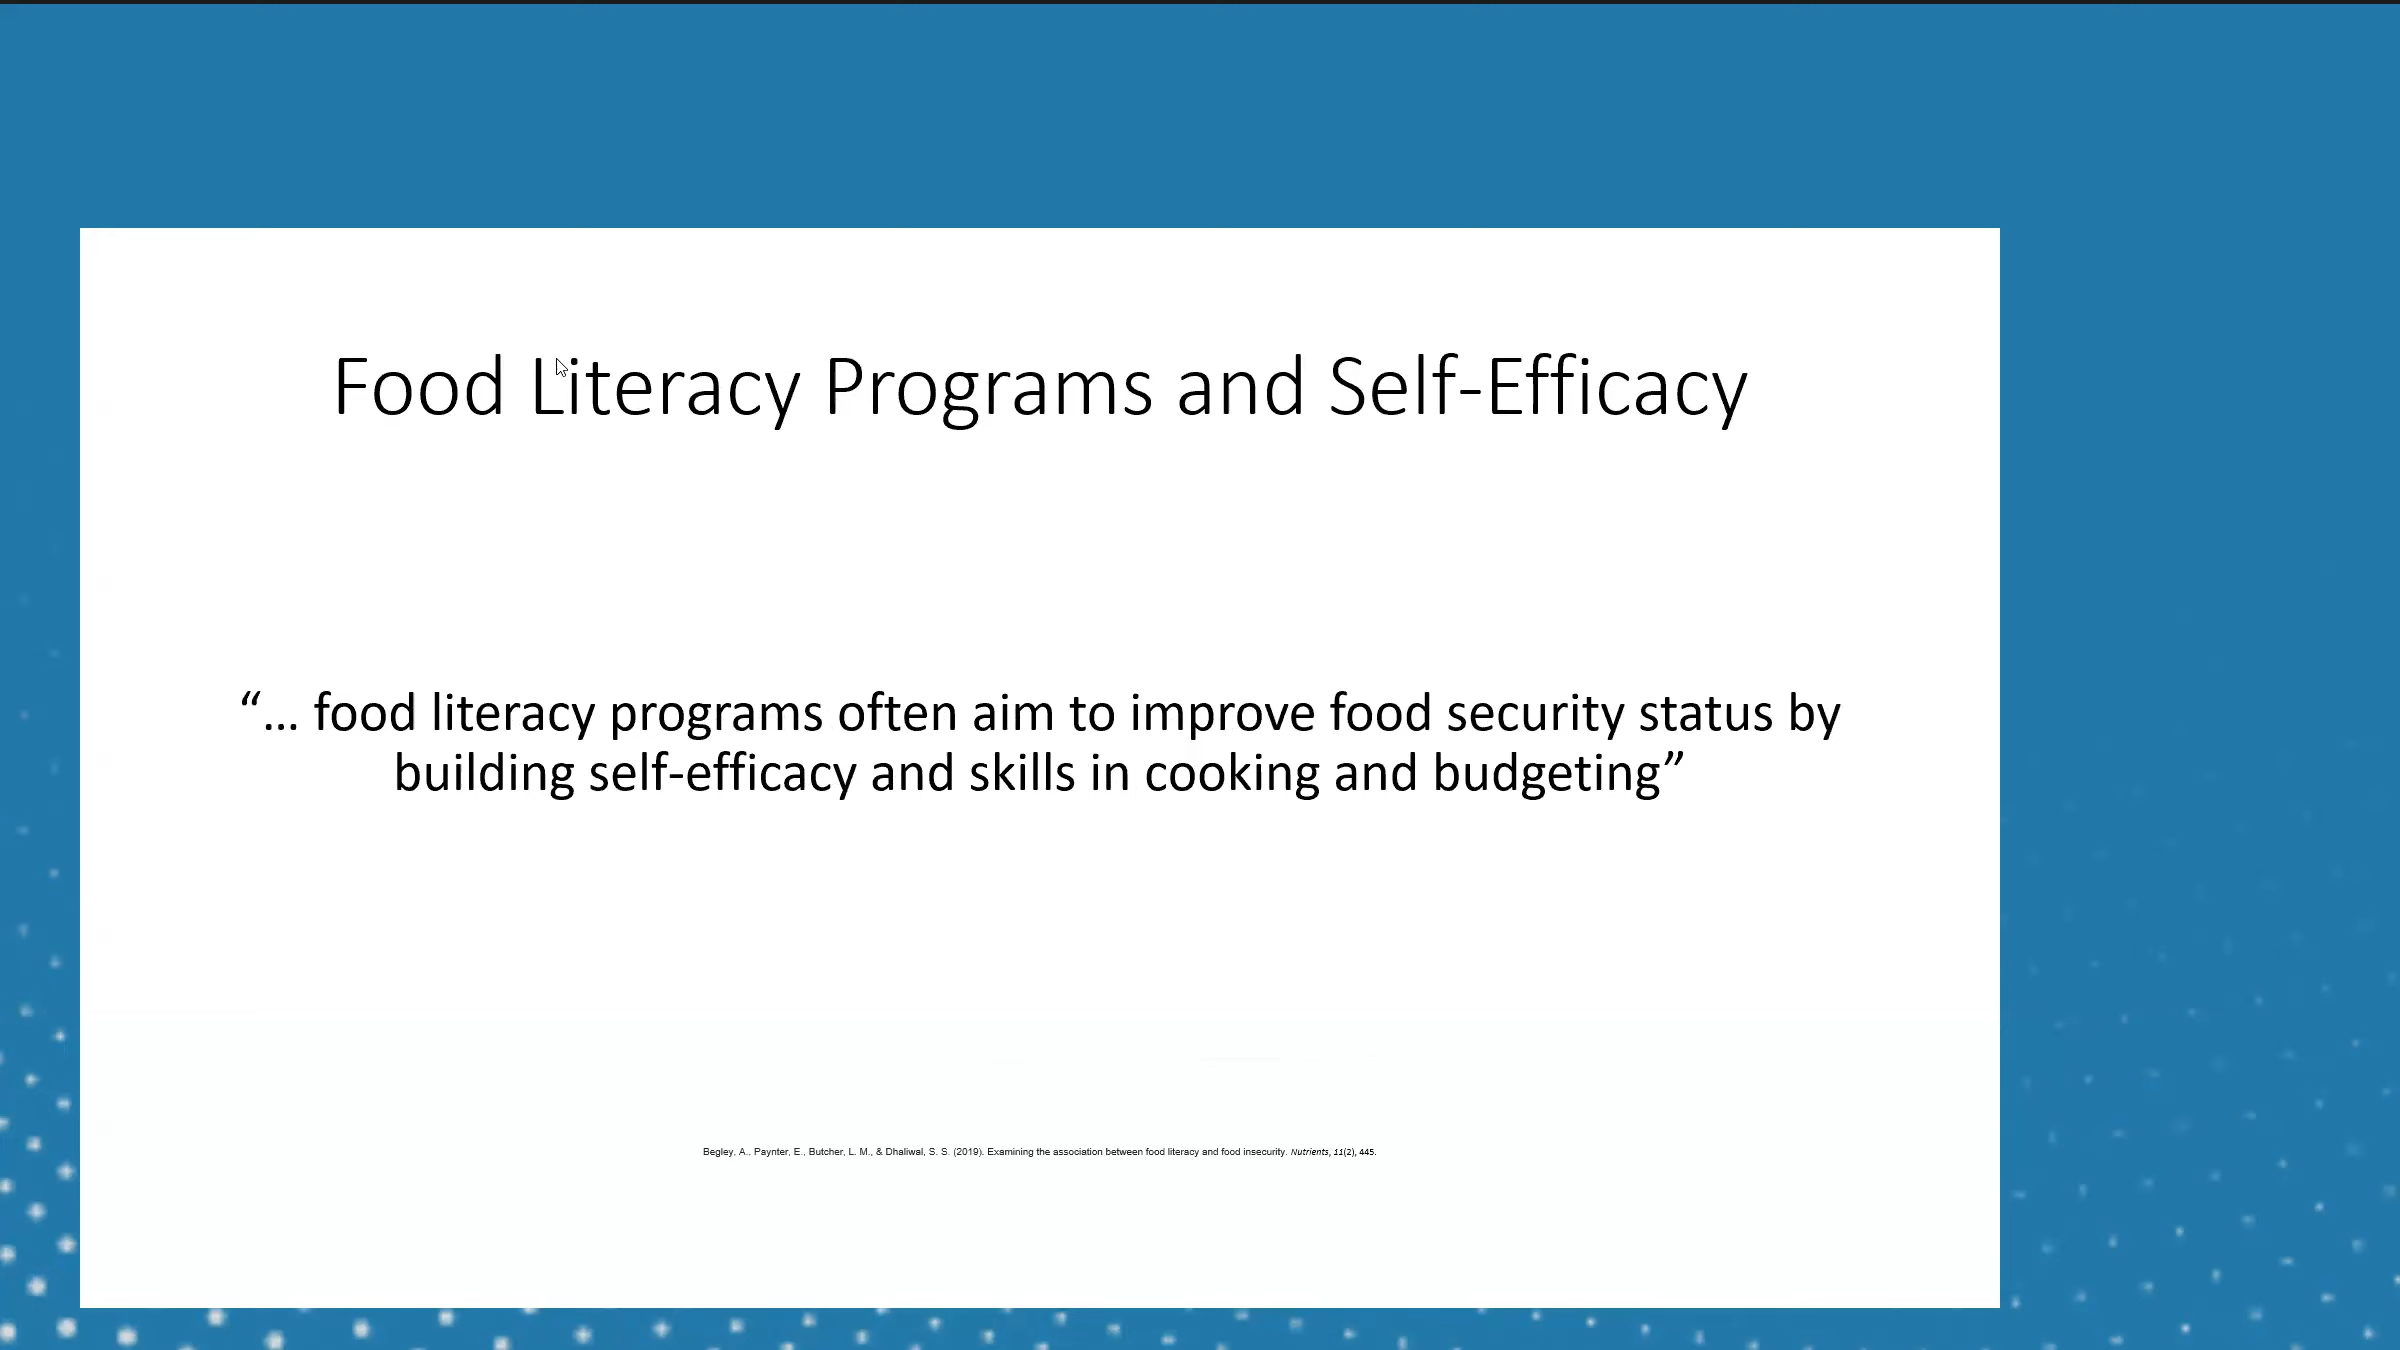 Food Literacy Programs and Self-Efficacy
“… food literacy programs often aim to improve food security status by
building self-efficacy and skills in cooking and budgeting”
Begley, A., Paynter, E., Butcher, L. M., & Dhaliwal, S. S. (2019). Examining the association between food literacy and food insecurity. Nutrients, 11(2), 445.